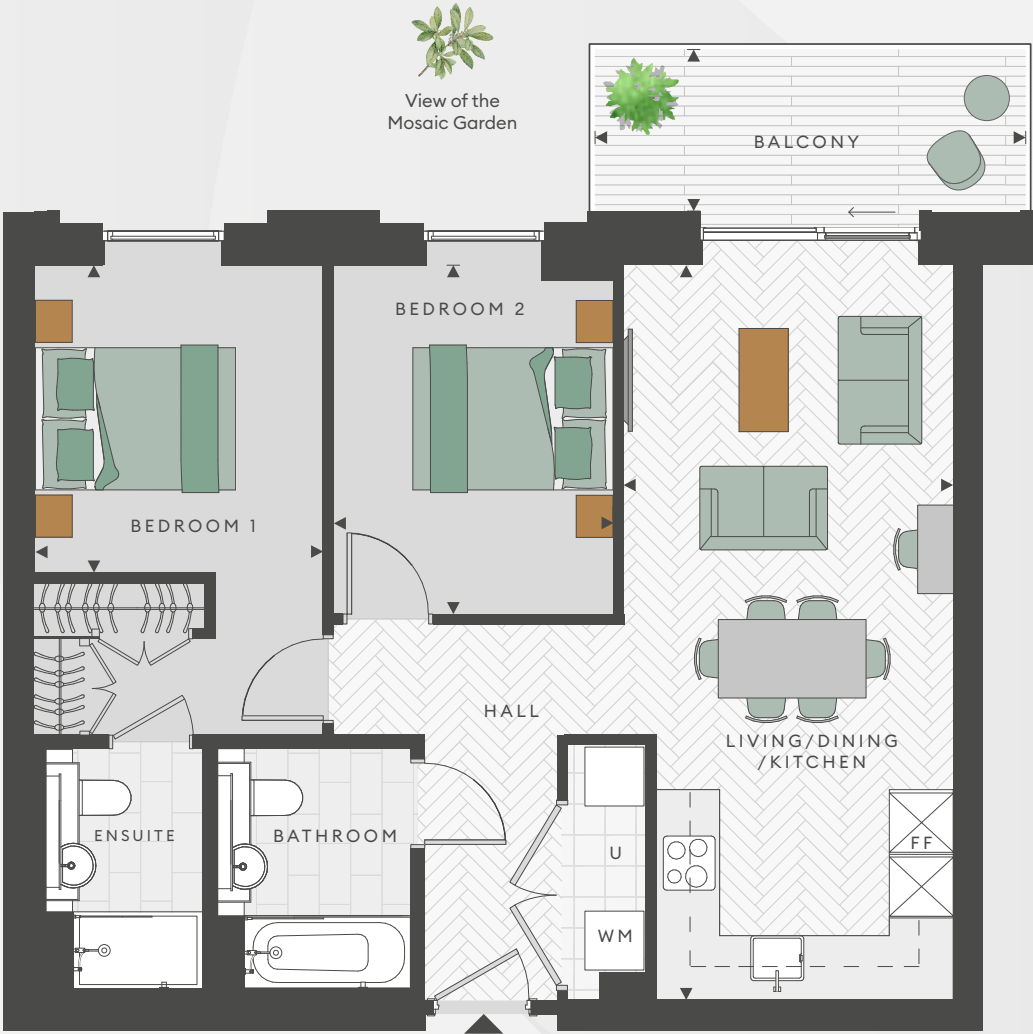 View of the
Mosaic Garden
BALCONY
BEDROOM 2
BEDROOM 1
HALL
LIVING/DINING
/KITCHEN
ENSUITE
BATHROOM
U
FF
WM